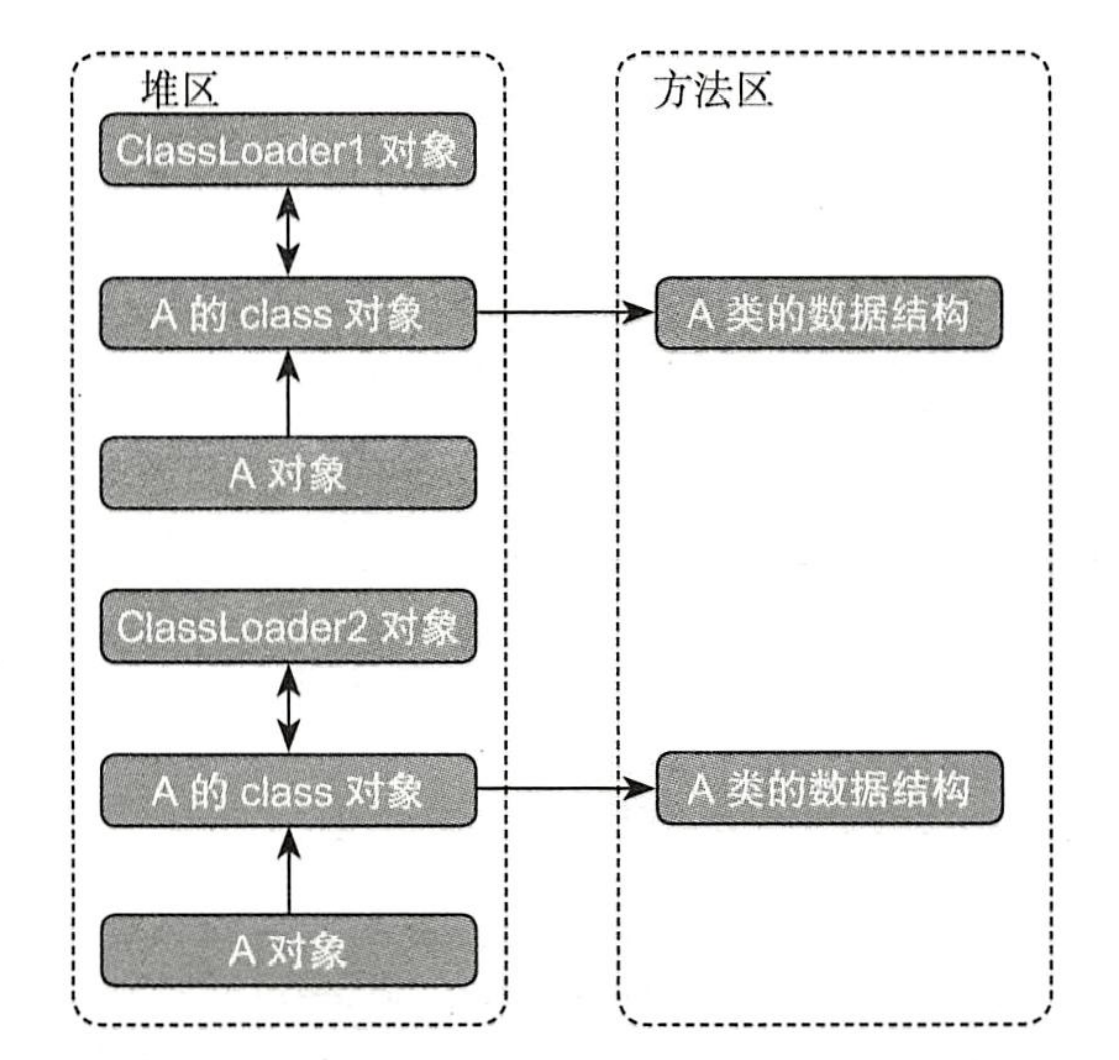 堆区
ClassLoader1 对象
A 的 class 对象
A 对象
ClassLoader2 对象
A 的 class 对象
A 对象
方法区
A 类的数据结构
A 类的数据结构